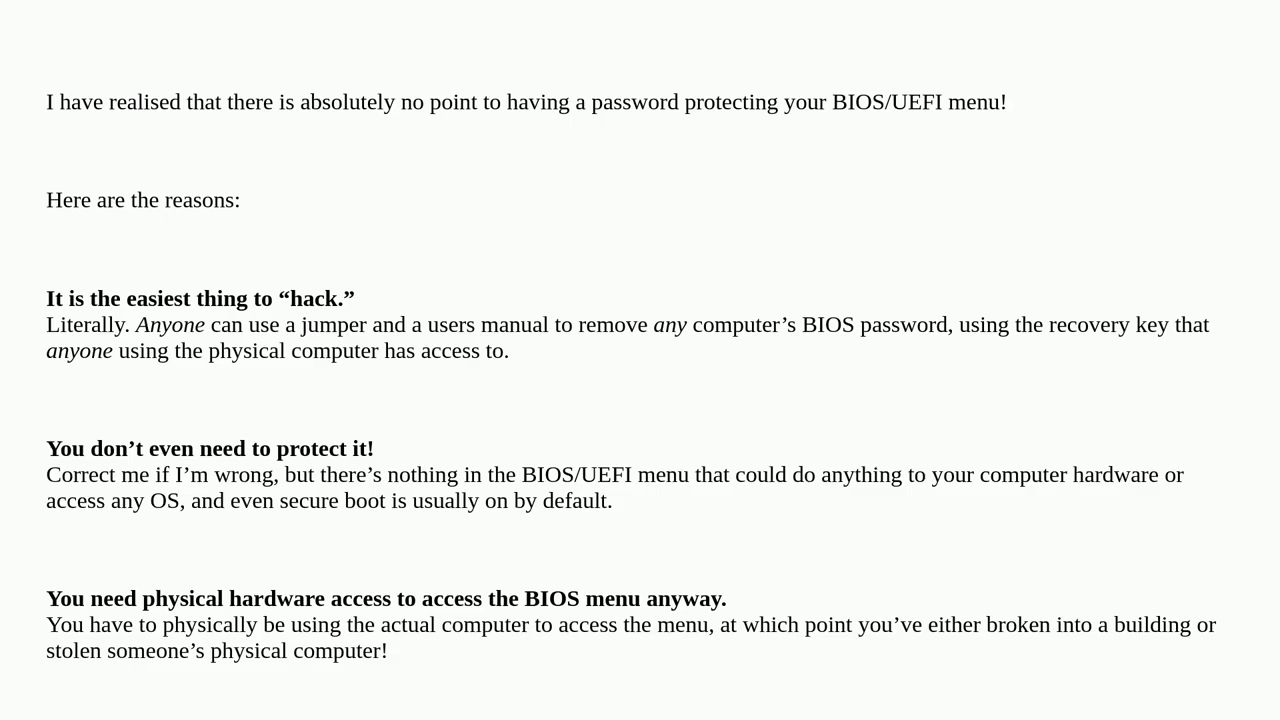 I have realised that there is absolutely no point to having a password protecting your BIOS/UEFI menu!
Here are the reasons:
It is the easiest thing to “hack.”
Literally. Anyone can use a jumper and a users manual to remove any computer’s BIOS password, using the recovery key that
anyone using the physical computer has access to.
You don’t even need to protect it!
Correct me if I’m wrong, but there’s nothing in the BIOS/UEFI menu that could do anything to your computer hardware or
access any OS, and even secure boot is usually on by default.
You need physical hardware access to access the BIOS menu anyway.
You have to physically be using the actual computer to access the menu, at which point you’ve either broken into a building or
stolen someone’s physical computer!